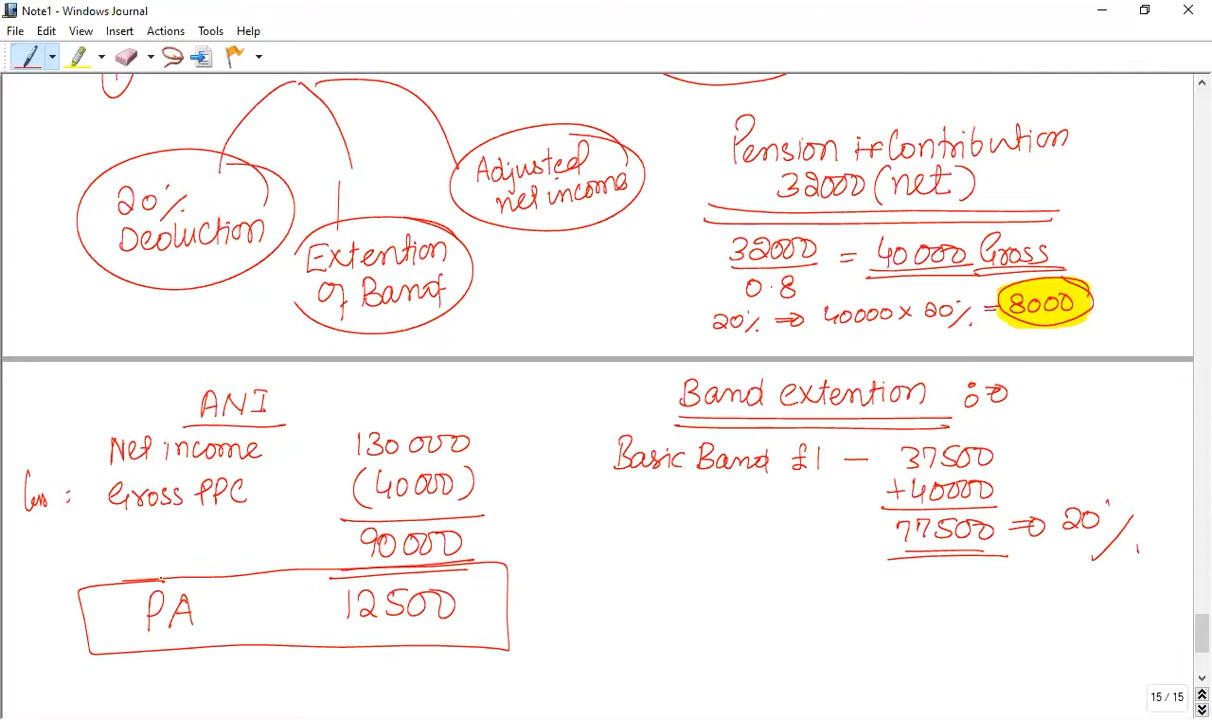 Note1 - Windows Journal
File Edit View Insert Actions Tools Help
20%
Deduction
Extention
of Band
Adjusted
net income
Pension Contribution
32000 (net)
32000 = 40000 Gross
0.8
20% ⇒ 40000 × 20% = 8000
ANI
Net income 130000
Less : Gross PPC (40000)
90000
PA 12500
Band extention :⇒
Basic Band £1 — 37500
+40000
77500 ⇒ 20%
15 / 15